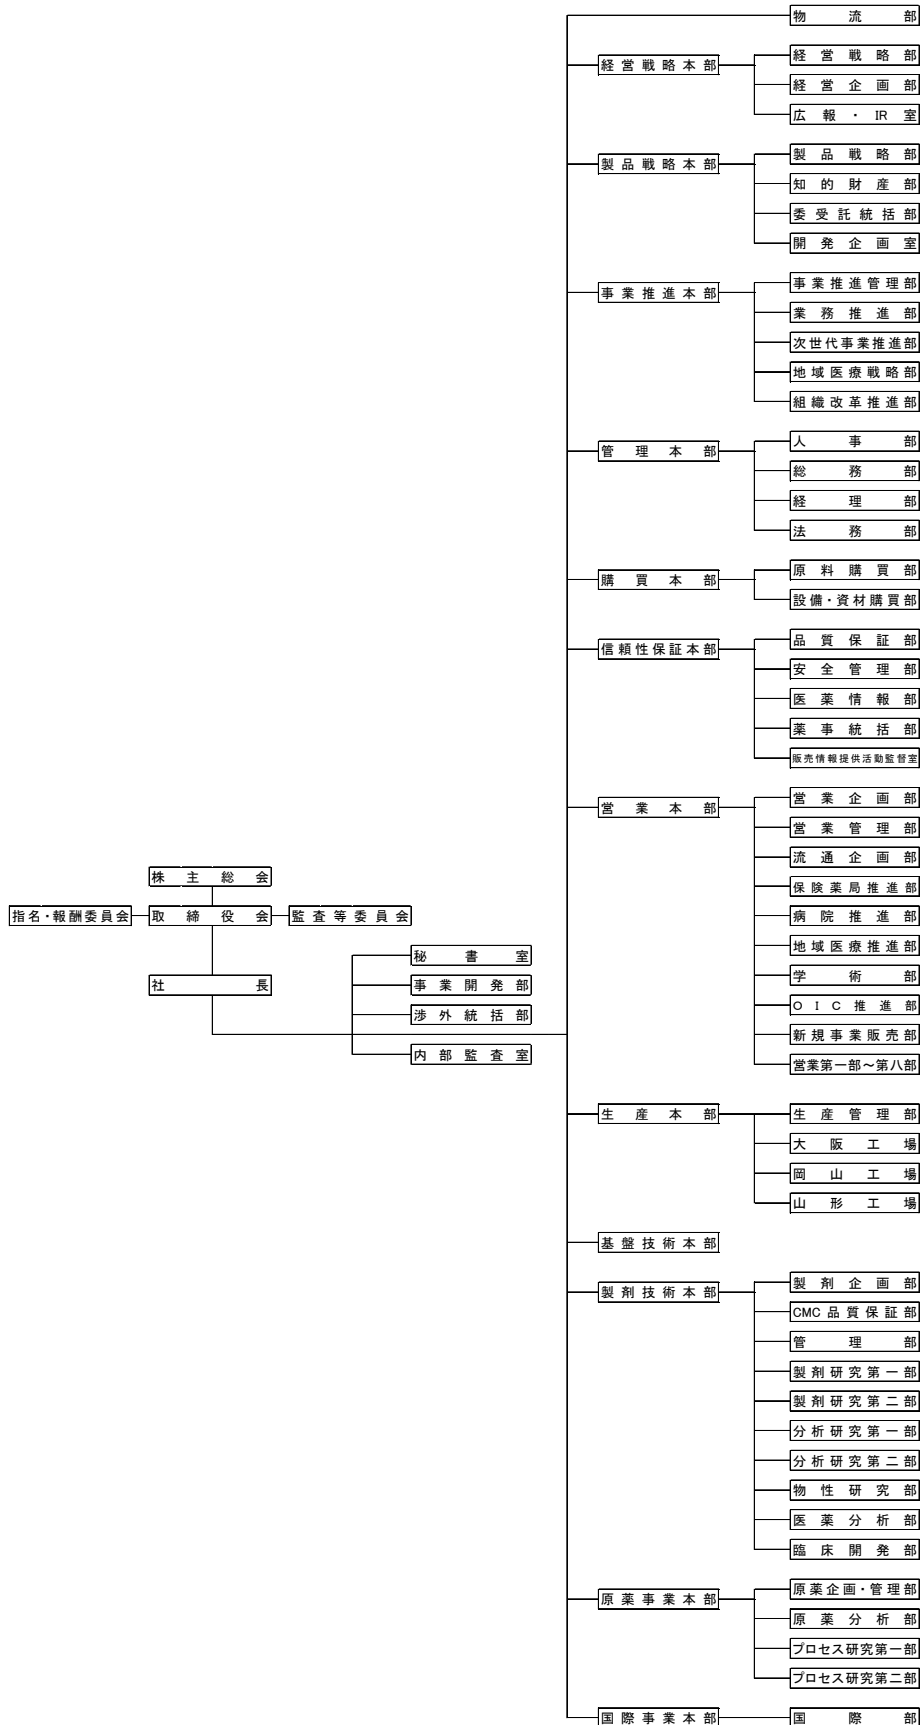 物流部
経営戦略本部
経営戦略部
経営企画部
広報・IR室
製品戦略本部
製品戦略部
知的財産部
委受託統括部
開発企画室
事業推進本部
事業推進管理部
業務推進部
次世代事業推進部
地域医療戦略部
組織改革推進部
管理本部
人事部
総務部
経理部
法務部
購買本部
原料購買部
設備・資材購買部
信頼性保証本部
品質保証部
安全管理部
医薬情報部
薬事統括部
販売情報提供活動監督室
営業本部
営業企画部
営業管理部
流通企画部
保険薬局推進部
病院推進部
地域医療推進部
学術部
OIC推進部
新規事業販売部
営業第一部～第八部
株主総会
指名・報酬委員会
取締役会
監査等委員会
社長
秘書室
事業開発部
渉外統括部
内部監査室
生産本部
生産管理部
大阪工場
岡山工場
山形工場
基盤技術本部
製剤技術本部
製剤企画部
CMC品質保証部
管理部
製剤研究第一部
製剤研究第二部
分析研究第一部
分析研究第二部
物性研究部
医薬分析部
臨床開発部
原薬事業本部
原薬企画・管理部
原薬分析部
プロセス研究第一部
プロセス研究第二部
国際事業本部
国際部